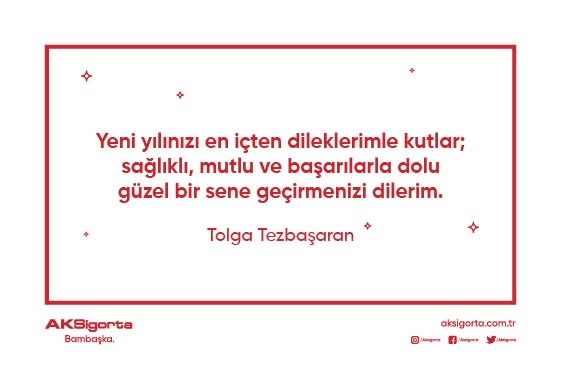 Yeni yılınızı en içten dileklerimle kutlar;
sağlıklı, mutlu ve başarılarla dolu
güzel bir sene geçirmenizi dilerim.
Tolga Tezbaşaran
AKSigorta
Bambaşka.
aksigorta.com.tr
/Aksigorta /Aksigorta /Aksigorta